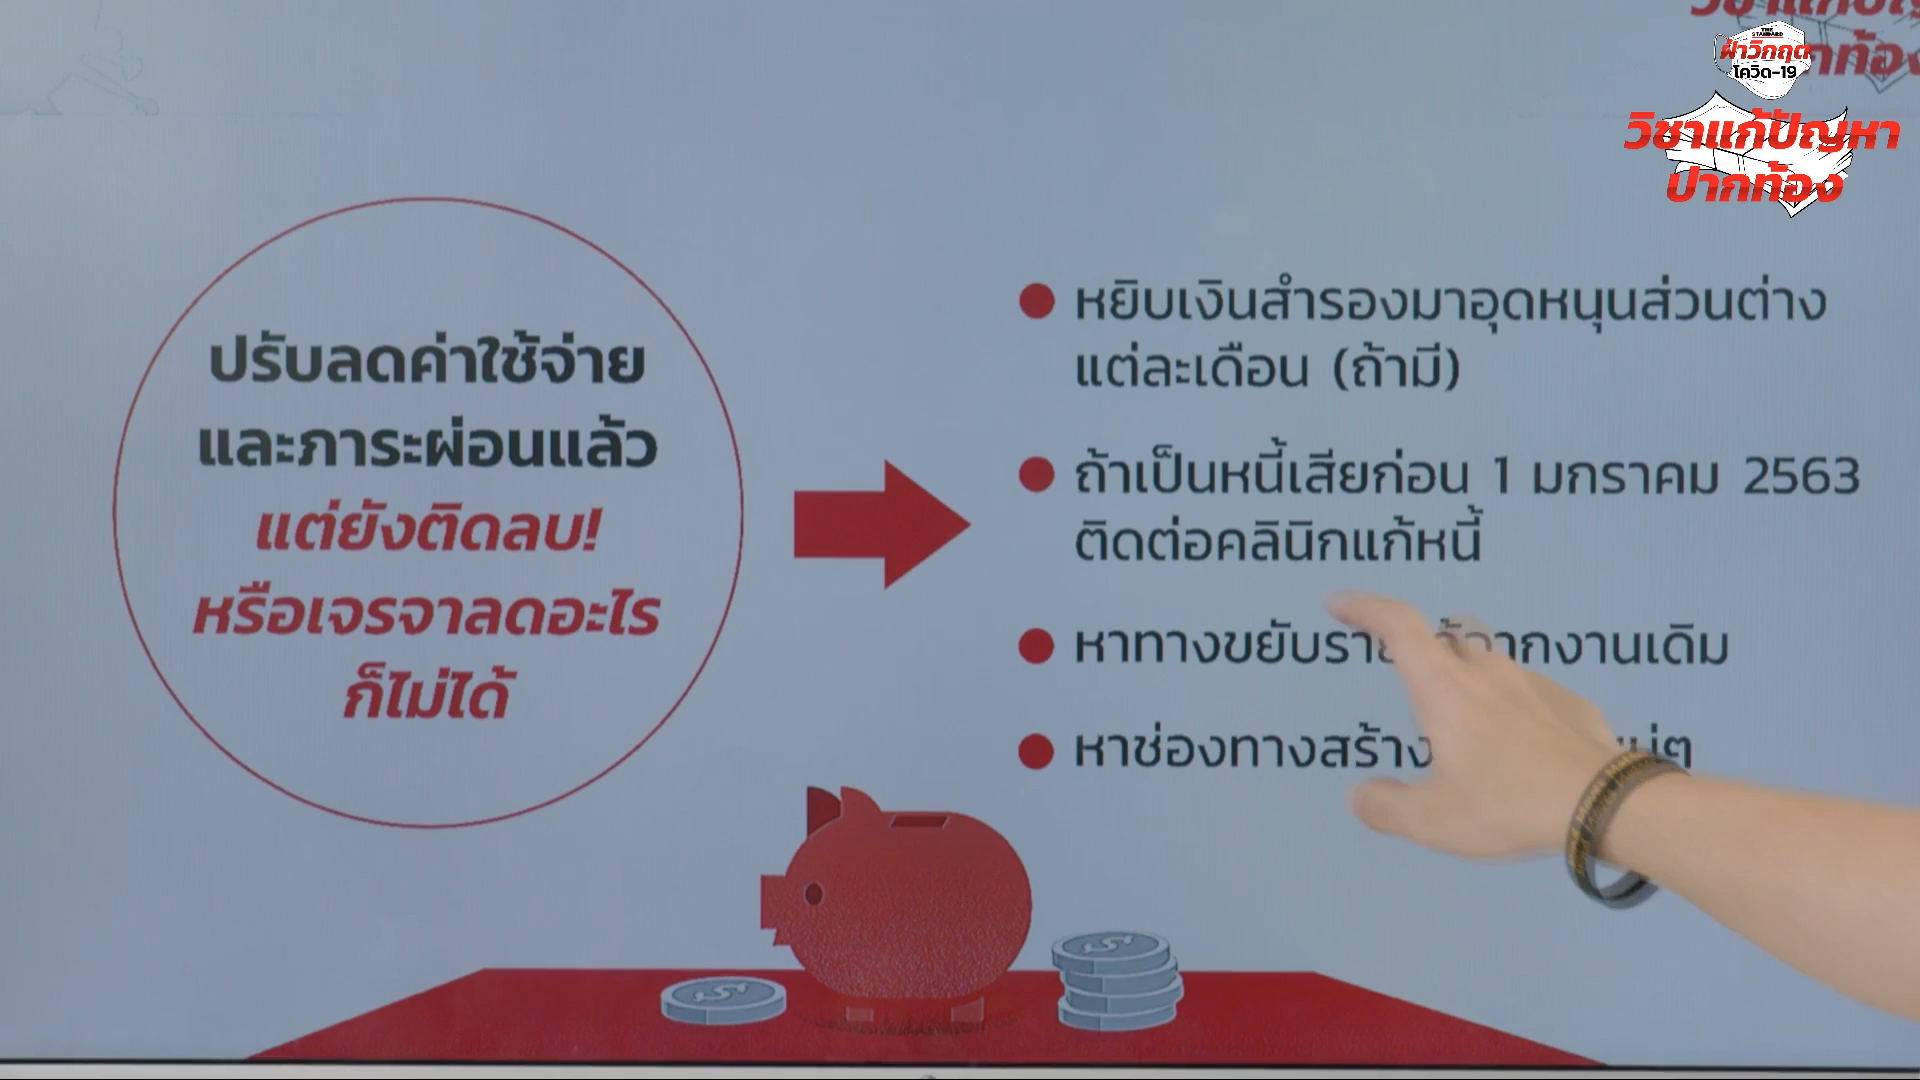 THE STANDARD
ฝ่าวิกฤต
โควิด-19
วิชาแก้ปัญหา
ปากท้อง
ปรับลดค่าใช้จ่าย
และภาระผ่อนแล้ว
แต่ยังติดลบ!
หรือเจรจาลดอะไร
ก็ไม่ได้
หยิบเงินสำรองมาอุดหนุนส่วนต่าง
แต่ละเดือน (ถ้ามี)
ถ้าเป็นหนี้เสียก่อน 1 มกราคม 2563
ติดต่อคลินิกแก้หนี้
หาทางขยับ งานเดิม
หาช่องทางสร้าง